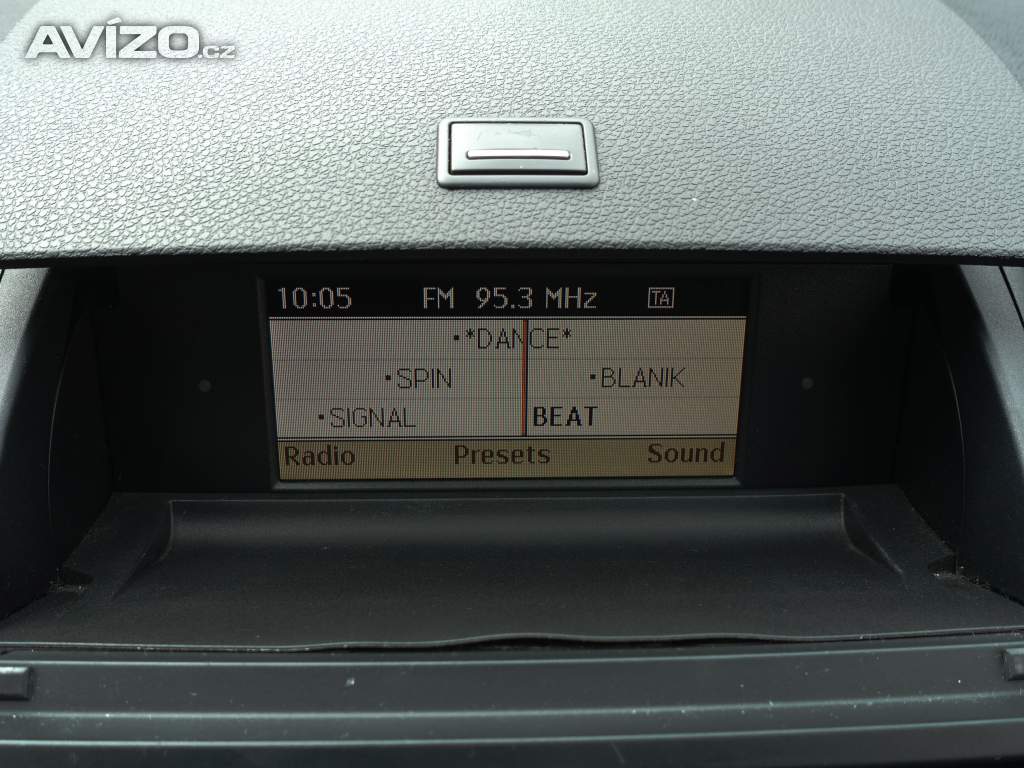 AVÍZO.cz
10:05 FM 95.3 MHz TA
•*DANCE*
•SPIN •BLANIK
•SIGNAL BEAT
Radio Presets Sound